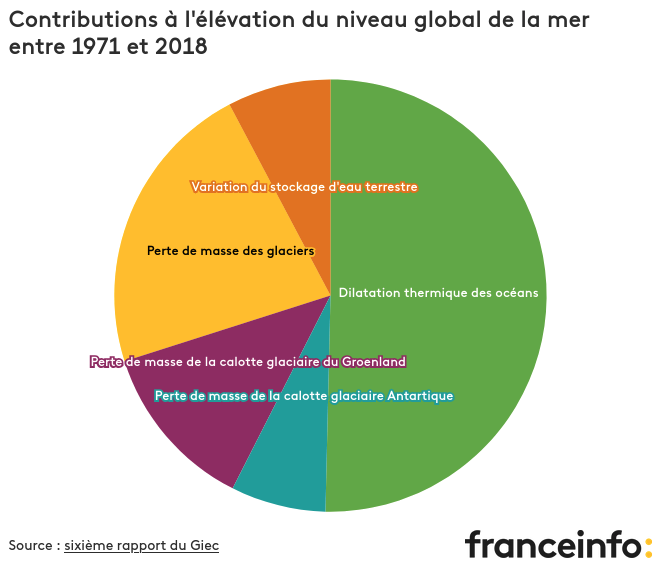 Contributions à l'élévation du niveau global de la mer
entre 1971 et 2018
Variation du stockage d'eau terrestre
Perte de masse des glaciers
Dilatation thermique des océans
Perte de masse de la calotte glaciaire du Groenland
Perte de masse de la calotte glaciaire Antartique
Source : sixième rapport du Giec
franceinfo: